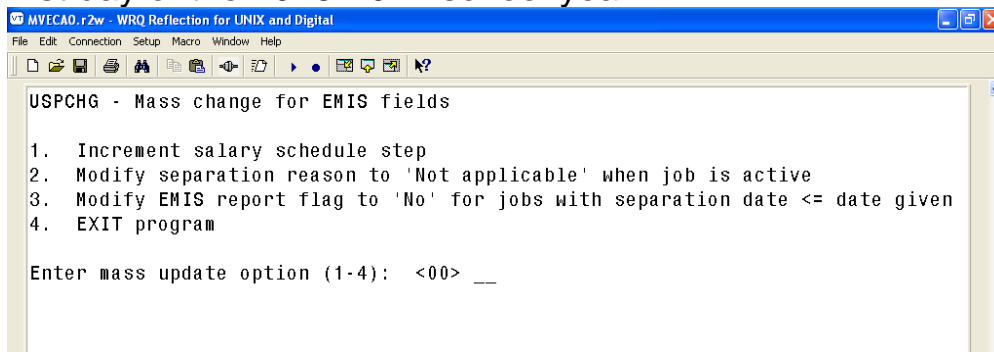 MVECA0.r2w - WRQ Reflection for UNIX and Digital
File Edit Connection Setup Macro Window Help
USPCHG - Mass change for EMIS fields
1. Increment salary schedule step
2. Modify separation reason to 'Not applicable' when job is active
3. Modify EMIS report flag to 'No' for jobs with separation date <= date given
4. EXIT program
Enter mass update option (1-4): <00> __